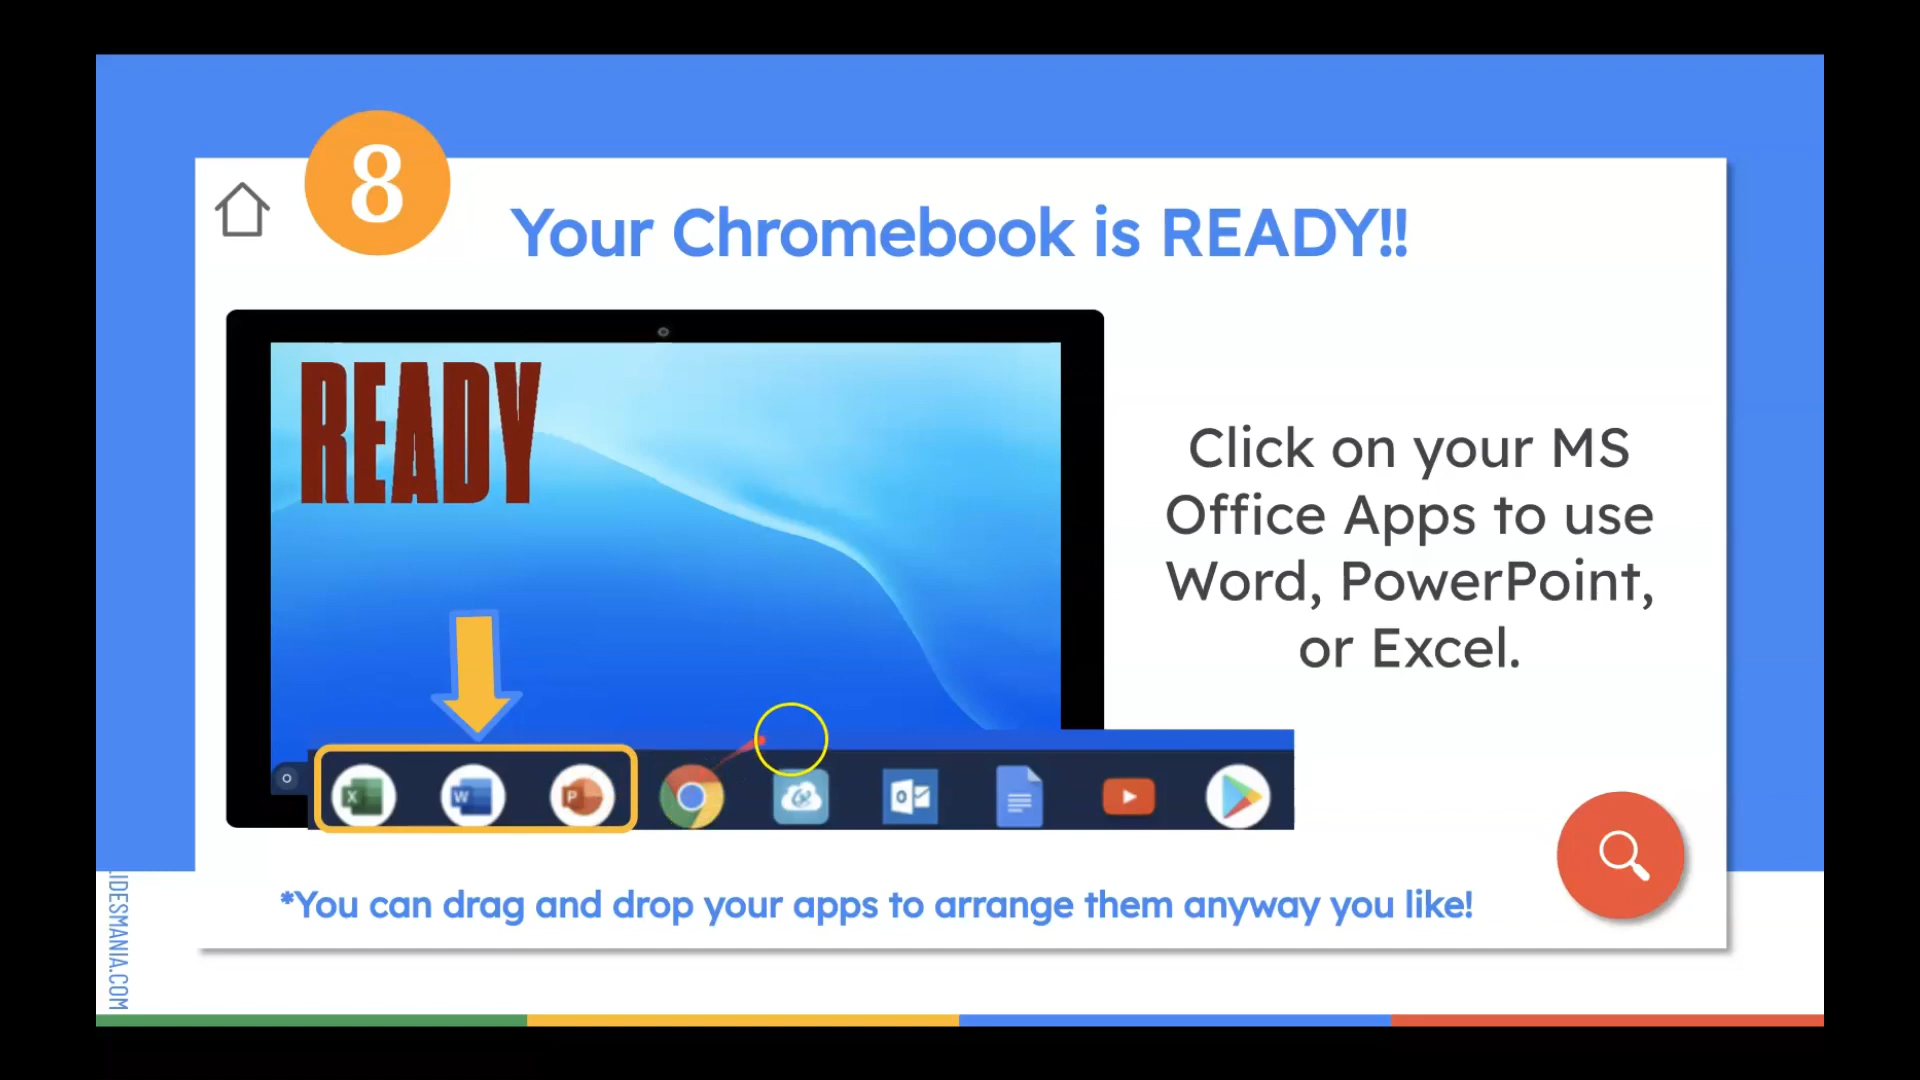 8
Your Chromebook is READY!!
READY
Click on your MS
Office Apps to use
Word, PowerPoint,
or Excel.
X W P
*You can drag and drop your apps to arrange them anyway you like!
IDESMANIA.COM